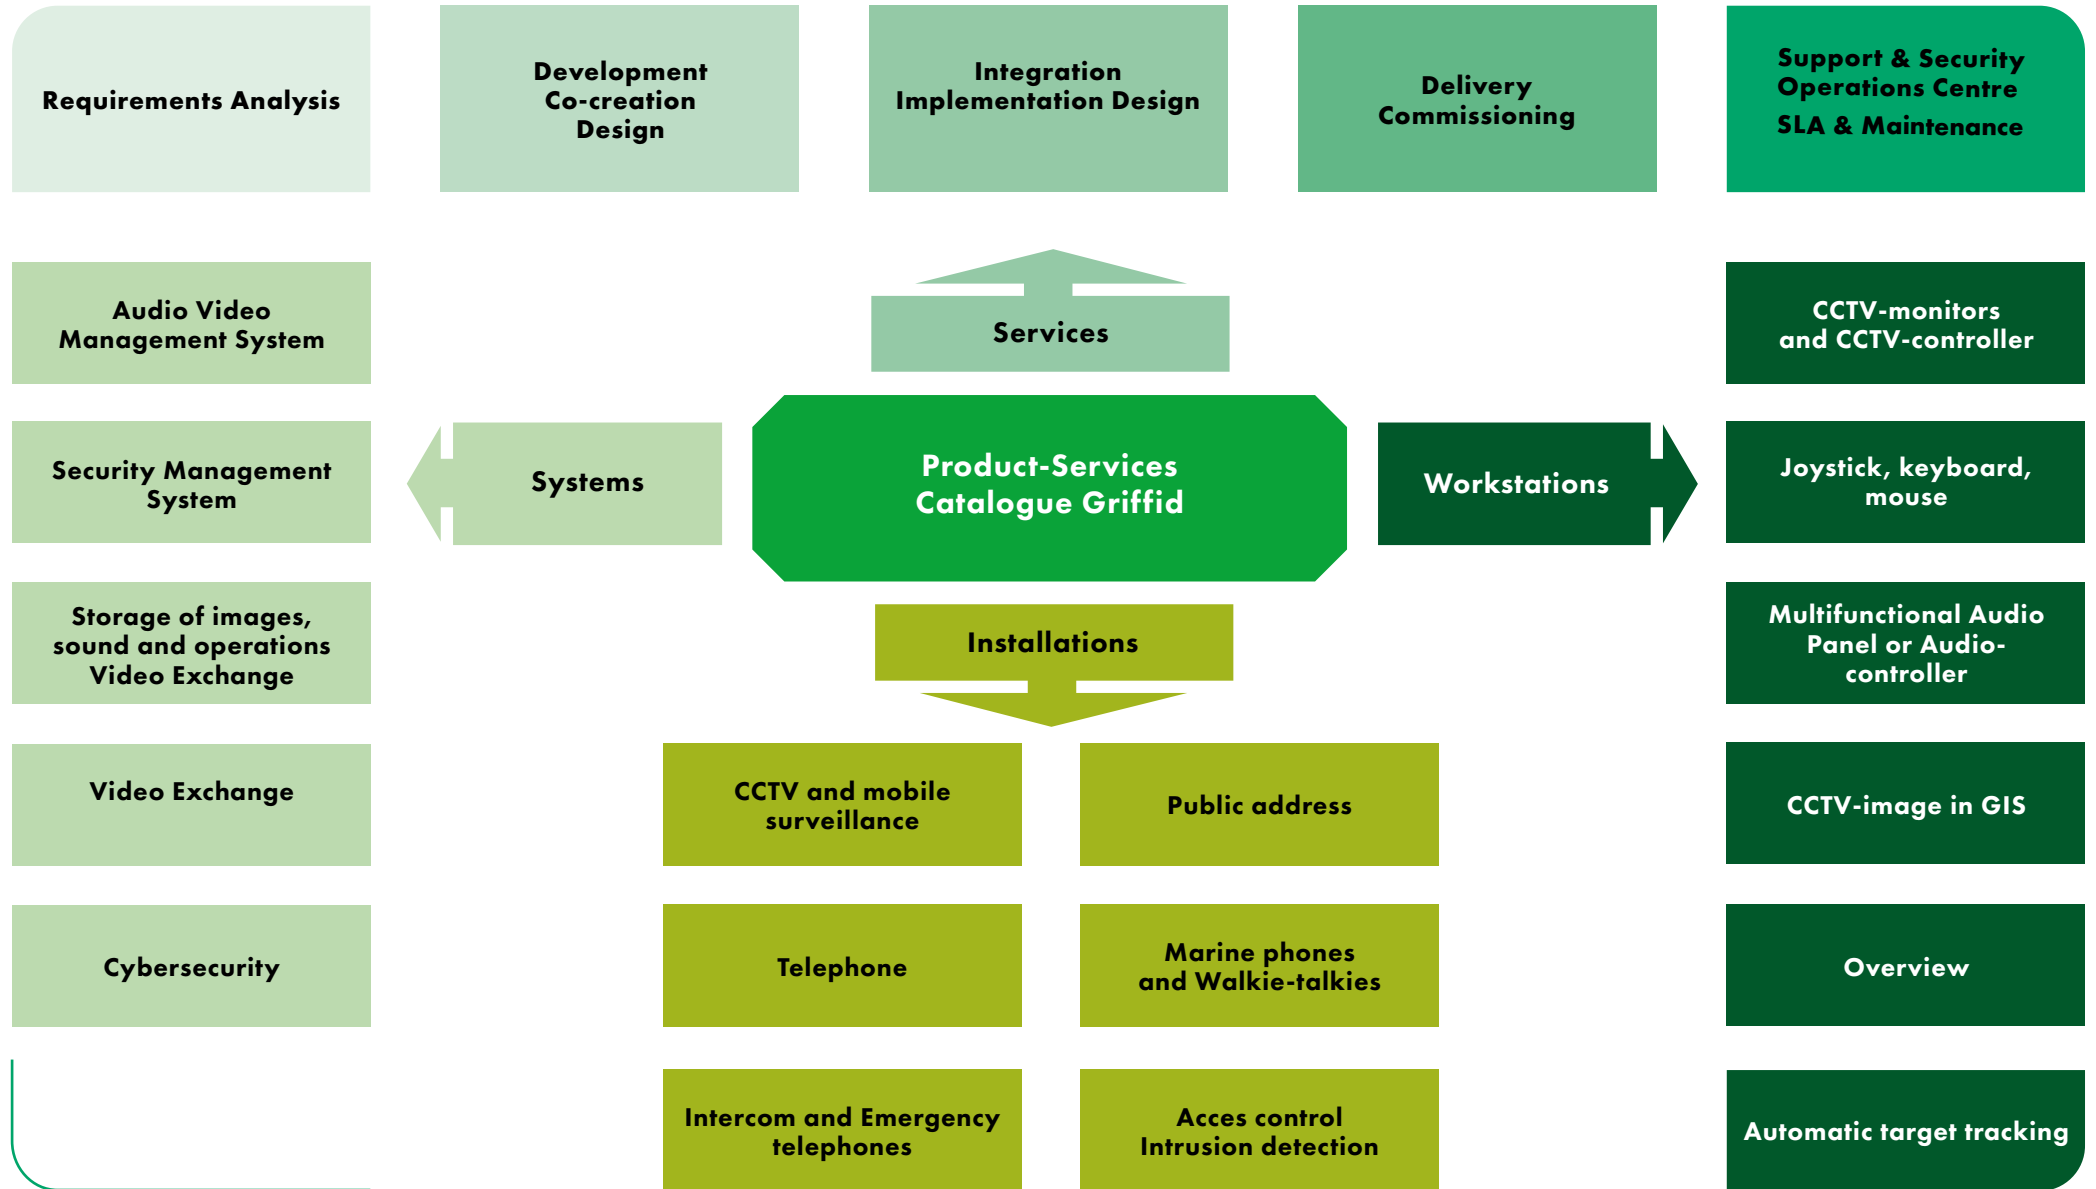 Requirements Analysis
Development
Co-creation
Design
Integration
Implementation Design
Delivery
Commissioning
Support & Security
Operations Centre
SLA & Maintenance
Services
Product-Services
Catalogue Griffid
Systems
Workstations
Installations
Audio Video
Management System
Security Management
System
Storage of images,
sound and operations
Video Exchange
Video Exchange
Cybersecurity
CCTV and mobile
surveillance
Public address
Telephone
Marine phones
and Walkie-talkies
Intercom and Emergency
telephones
Acces control
Intrusion detection
CCTV-monitors
and CCTV-controller
Joystick, keyboard,
mouse
Multifunctional Audio
Panel or Audio-
controller
CCTV-image in GIS
Overview
Automatic target tracking